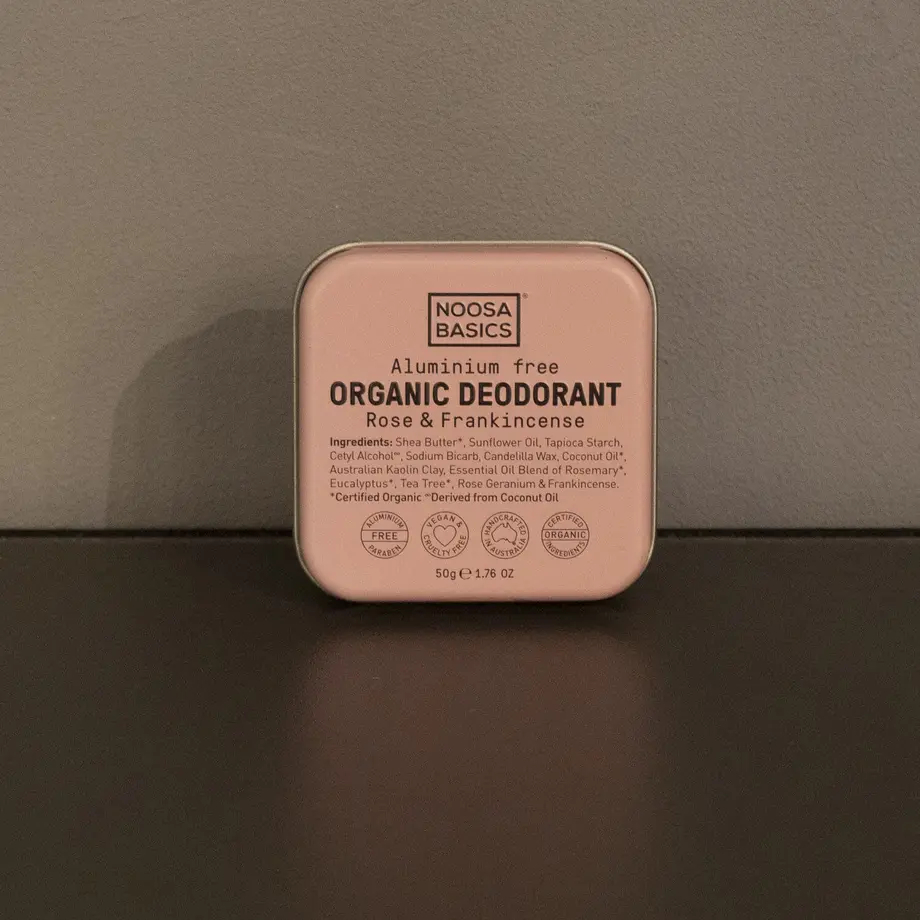 NOOSA®
BASICS
Aluminium free
ORGANIC DEODORANT
Rose & Frankincense
Ingredients: Shea Butter*, Sunflower Oil, Tapioca Starch,
Cetyl Alcohol**, Sodium Bicarb, Candelilla Wax, Coconut Oil*,
Australian Kaolin Clay, Essential Oil Blend of Rosemary*,
Eucalyptus*, Tea Tree*, Rose Geranium & Frankincense.
*Certified Organic **Derived from Coconut Oil
ALUMINIUM
FREE
PARABEN
VEGAN &
CRUELTY FREE
HANDCRAFTED
IN AUSTRALIA
CERTIFIED
ORGANIC
INGREDIENTS
50g ℮ 1.76 OZ